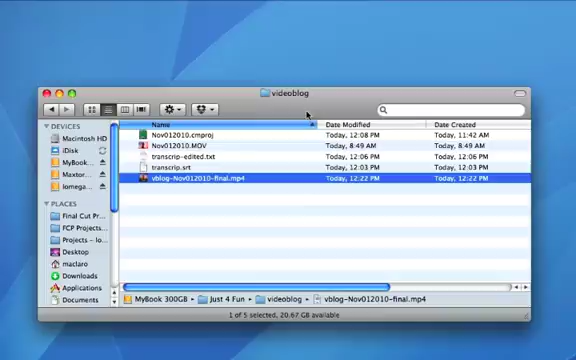 videoblog
Name Date Modified Date Created
Nov012010.cmproj Today, 12:08 PM Today, 11:42 AM
Nov012010.MOV Today, 8:49 AM Today, 8:49 AM
transcrip-edited.txt Today, 12:06 PM Today, 12:06 PM
transcrip.srt Today, 12:03 PM Today, 12:03 PM
vblog-Nov012010-final.mp4 Today, 12:22 PM Today, 12:22 PM
DEVICES
Macintosh HD
iDisk
MyBook...
Maxtor...
Iomega...
PLACES
Final Cut Pr...
FCP Projects...
Projects – lo...
Desktop
maclaro
Downloads
Applications
Documents
MyBook 300GB ▸ Just 4 Fun ▸ videoblog ▸ vblog-Nov012010-final.mp4
1 of 5 selected, 20.67 GB available